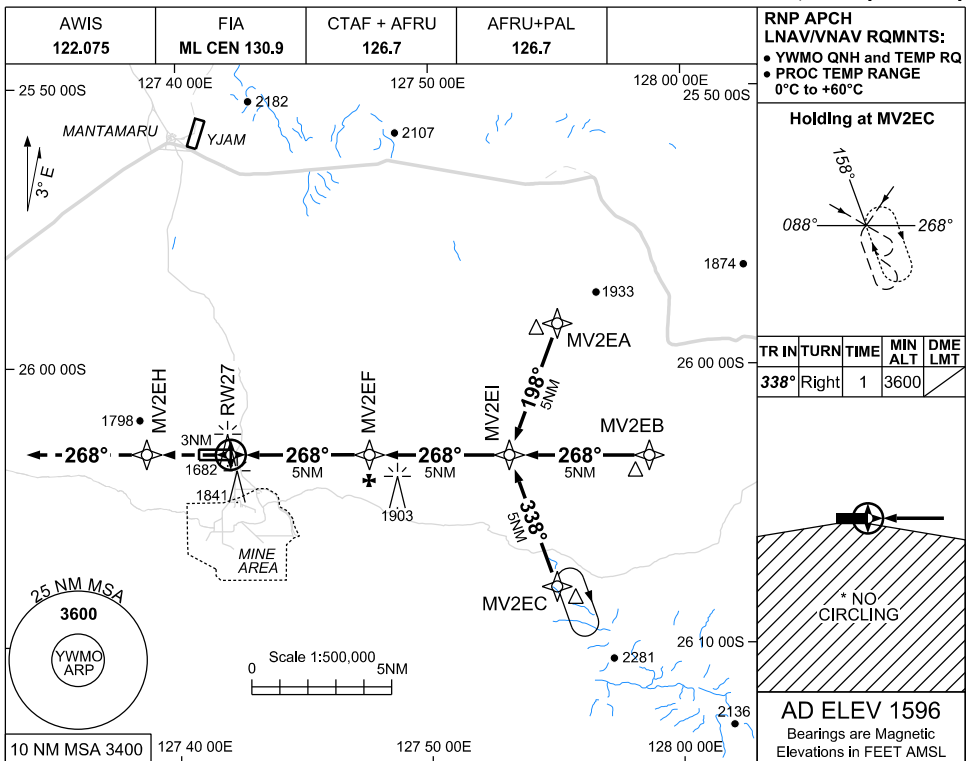 AWIS
122.075
FIA
ML CEN 130.9
CTAF + AFRU
126.7
AFRU+PAL
126.7
RNP APCH
LNAV/VNAV RQMNTS:
• YWMO QNH and TEMP RQ
• PROC TEMP RANGE
0°C to +60°C
127 40 00E
127 50 00E
128 00 00E
25 50 00S
25 50 00S
2182
2107
MANTAMARU
YJAM
3° E
Holding at MV2EC
158°
088°
268°
1874
1933
MV2EA
TR IN
TURN
TIME
MIN ALT
DME LMT
338°
Right
1
3600
26 00 00S
26 00 00S
198°
5NM
MV2EH
RW27
MV2EF
MV2EI
MV2EB
1798
3NM
268°
268°
5NM
268°
5NM
268°
5NM
1682
1841
1903
338°
5NM
MINE
AREA
MV2EC
* NO
CIRCLING
25 NM MSA
3600
YWMO
ARP
Scale 1:500,000
0
5NM
26 10 00S
2281
2136
10 NM MSA 3400
127 40 00E
127 50 00E
128 00 00E
AD ELEV 1596
Bearings are Magnetic
Elevations in FEET AMSL